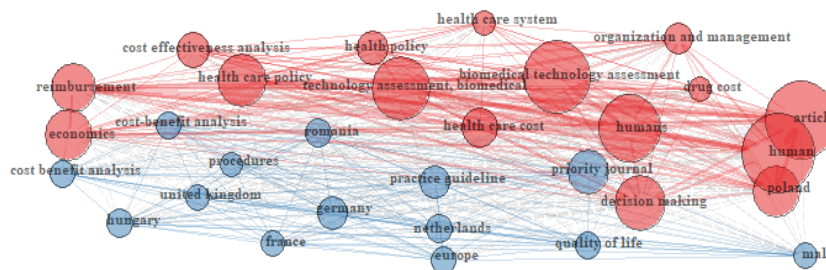 health care system
organization and management
cost effectiveness analysis
health policy
health care policy
biomedical technology assessment
technology assessment, biomedical
reimbursement
drug cost
article
cost-benefit analysis
romania
health care cost
humans
economics
human
procedures
priority journal
cost benefit analysis
practice guideline
poland
united kingdom
decision making
germany
hungary
netherlands
france
quality of life
europe
mal